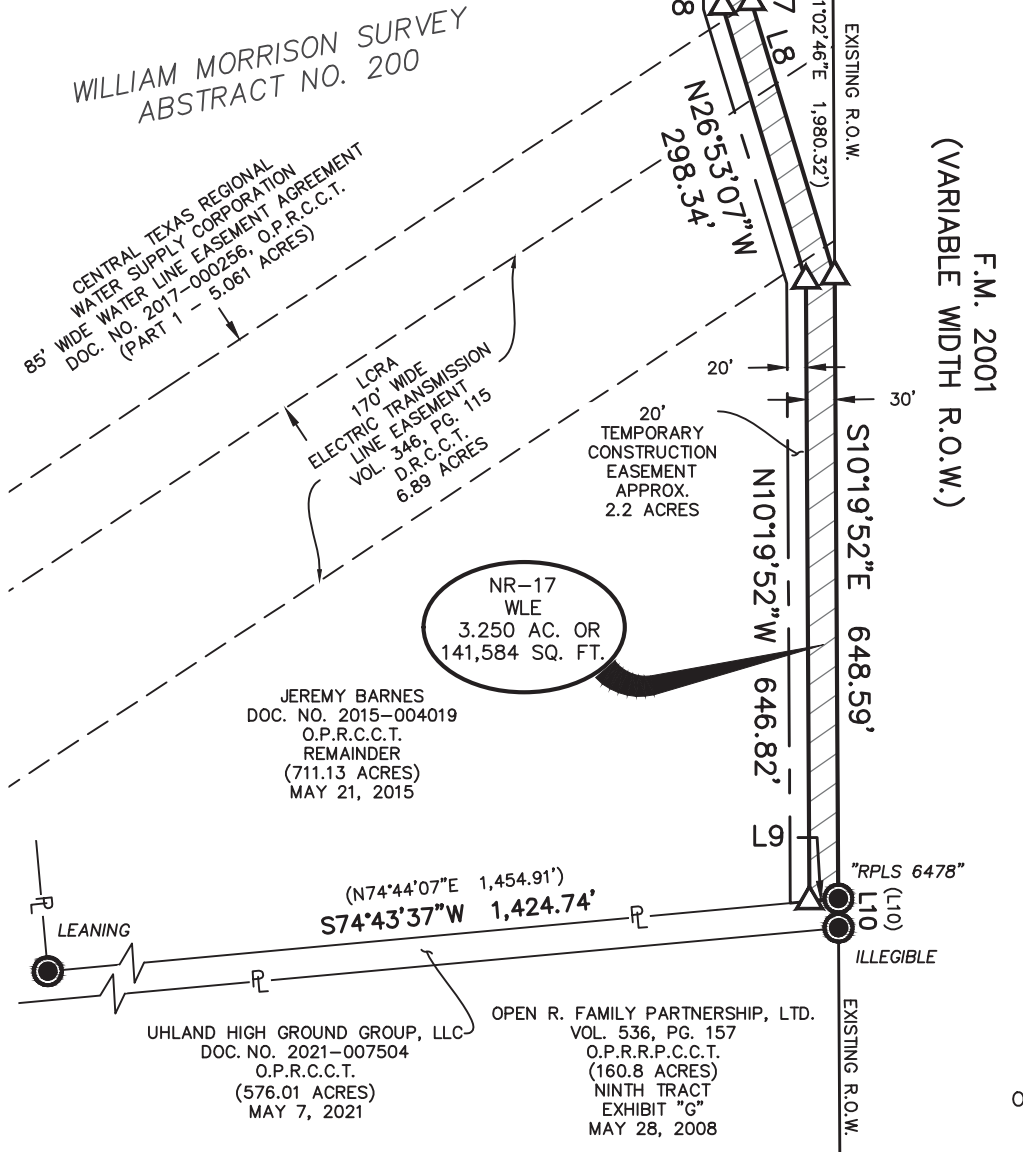 WILLIAM MORRISON SURVEY
ABSTRACT NO. 200
CENTRAL TEXAS REGIONAL
WATER SUPPLY CORPORATION
85' WIDE WATER LINE EASEMENT AGREEMENT
DOC. NO. 2017-000256, O.P.R.C.C.T.
(PART 1 - 5.061 ACRES)
8
7
L8
1°02'46"E 1,980.32')
EXISTING R.O.W.
N26°53'07"W
298.34'
F.M. 2001
(VARIABLE WIDTH R.O.W.)
LCRA
170' WIDE
ELECTRIC TRANSMISSION
LINE EASEMENT
VOL. 346, PG. 115
D.R.C.C.T.
6.89 ACRES
20'
30'
20'
TEMPORARY
CONSTRUCTION
EASEMENT
APPROX.
2.2 ACRES
S10°19'52"E 648.59'
N10°19'52"W 646.82'
NR-17
WLE
3.250 AC. OR
141,584 SQ. FT.
JEREMY BARNES
DOC. NO. 2015-004019
O.P.R.C.C.T.
REMAINDER
(711.13 ACRES)
MAY 21, 2015
L9
"RPLS 6478"
L10
(L10)
ILLEGIBLE
(N74°44'07"E 1,454.91')
S74°43'37"W 1,424.74'
PL
PL
PL
LEANING
UHLAND HIGH GROUND GROUP, LLC
DOC. NO. 2021-007504
O.P.R.C.C.T.
(576.01 ACRES)
MAY 7, 2021
OPEN R. FAMILY PARTNERSHIP, LTD.
VOL. 536, PG. 157
O.P.R.R.P.C.C.T.
(160.8 ACRES)
NINTH TRACT
EXHIBIT "G"
MAY 28, 2008
EXISTING R.O.W.